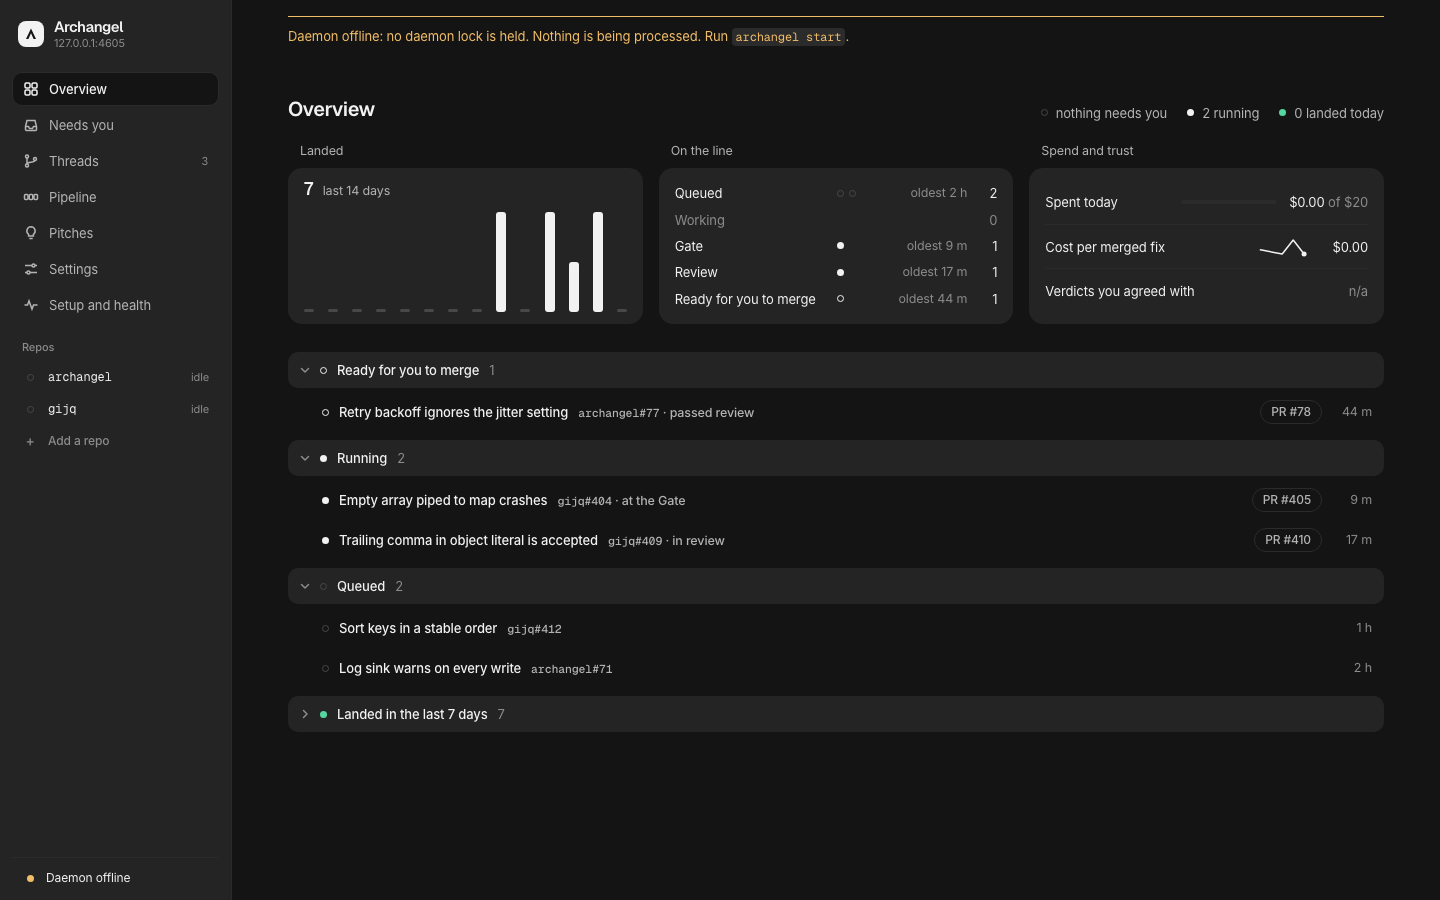 Archangel
127.0.0.1:4605
Overview
Needs you
Threads 3
Pipeline
Pitches
Settings
Setup and health
Repos
archangel idle
gijq idle
+ Add a repo
Daemon offline
Daemon offline: no daemon lock is held. Nothing is being processed. Run archangel start.
Overview
nothing needs you 2 running 0 landed today
Landed
7 last 14 days
On the line
Queued oldest 2 h 2
Working 0
Gate oldest 9 m 1
Review oldest 17 m 1
Ready for you to merge oldest 44 m 1
Spend and trust
Spent today $0.00 of $20
Cost per merged fix $0.00
Verdicts you agreed with n/a
Ready for you to merge 1
Retry backoff ignores the jitter setting archangel#77 · passed review PR #78 44 m
Running 2
Empty array piped to map crashes gijq#404 · at the Gate PR #405 9 m
Trailing comma in object literal is accepted gijq#409 · in review PR #410 17 m
Queued 2
Sort keys in a stable order gijq#412 1 h
Log sink warns on every write archangel#71 2 h
Landed in the last 7 days 7